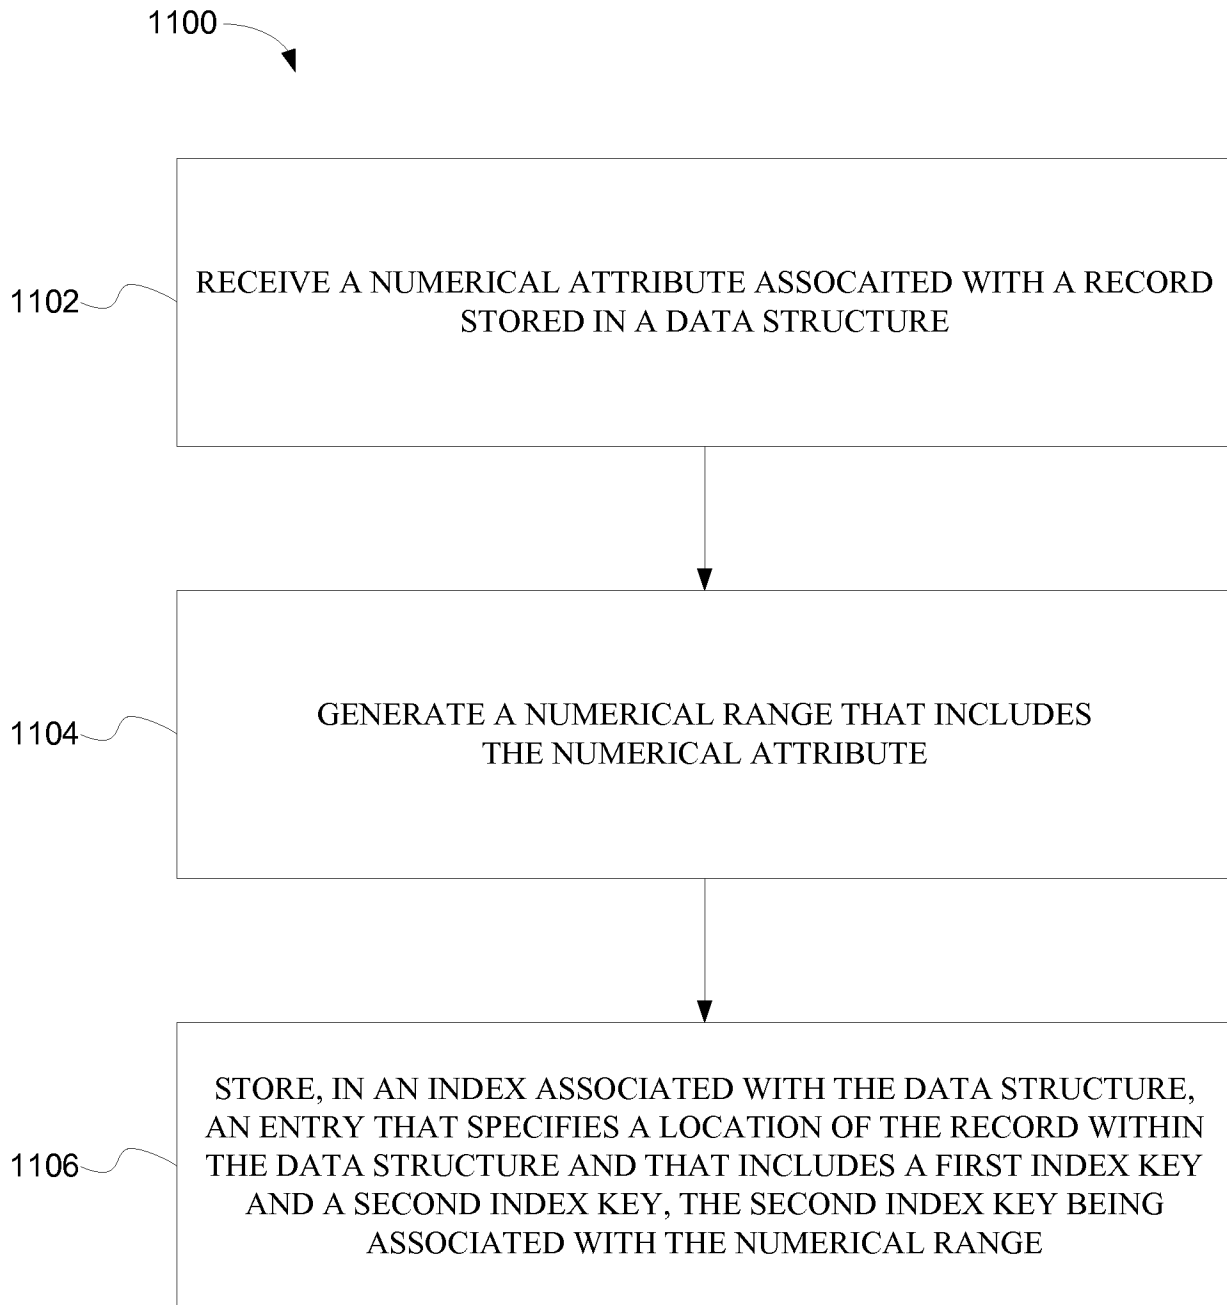 1100
1102
RECEIVE A NUMERICAL ATTRIBUTE ASSOCAITED WITH A RECORD
STORED IN A DATA STRUCTURE
1104
GENERATE A NUMERICAL RANGE THAT INCLUDES
THE NUMERICAL ATTRIBUTE
1106
STORE, IN AN INDEX ASSOCIATED WITH THE DATA STRUCTURE,
AN ENTRY THAT SPECIFIES A LOCATION OF THE RECORD WITHIN
THE DATA STRUCTURE AND THAT INCLUDES A FIRST INDEX KEY
AND A SECOND INDEX KEY, THE SECOND INDEX KEY BEING
ASSOCIATED WITH THE NUMERICAL RANGE